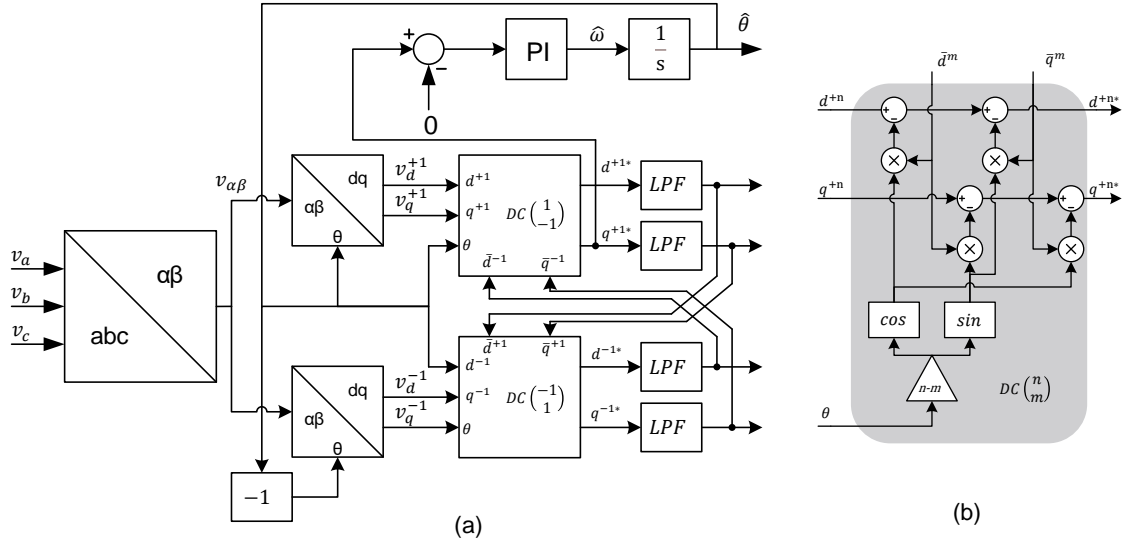 +
−
0
PI
ω̂
1
s
θ̂
v_αβ
v_a
v_b
v_c
αβ
abc
dq
αβ
θ
v_d^{+1}
v_q^{+1}
d^{+1}
q^{+1}
θ
DC(1 −1)
d̄^{-1}
q̄^{-1}
d^{+1*}
q^{+1*}
LPF
LPF
dq
αβ
θ
v_d^{-1}
v_q^{-1}
d̄^{+1}
q̄^{+1}
d^{-1}
q^{-1}
θ
DC(−1 1)
d^{-1*}
q^{-1*}
LPF
LPF
−1
(a)
d̄^m
q̄^m
d^{+n}
+
−
+
−
d^{+n*}
×
×
q^{+n}
+
−
+
−
q^{+n*}
×
×
cos
sin
n-m
DC(n m)
θ
(b)